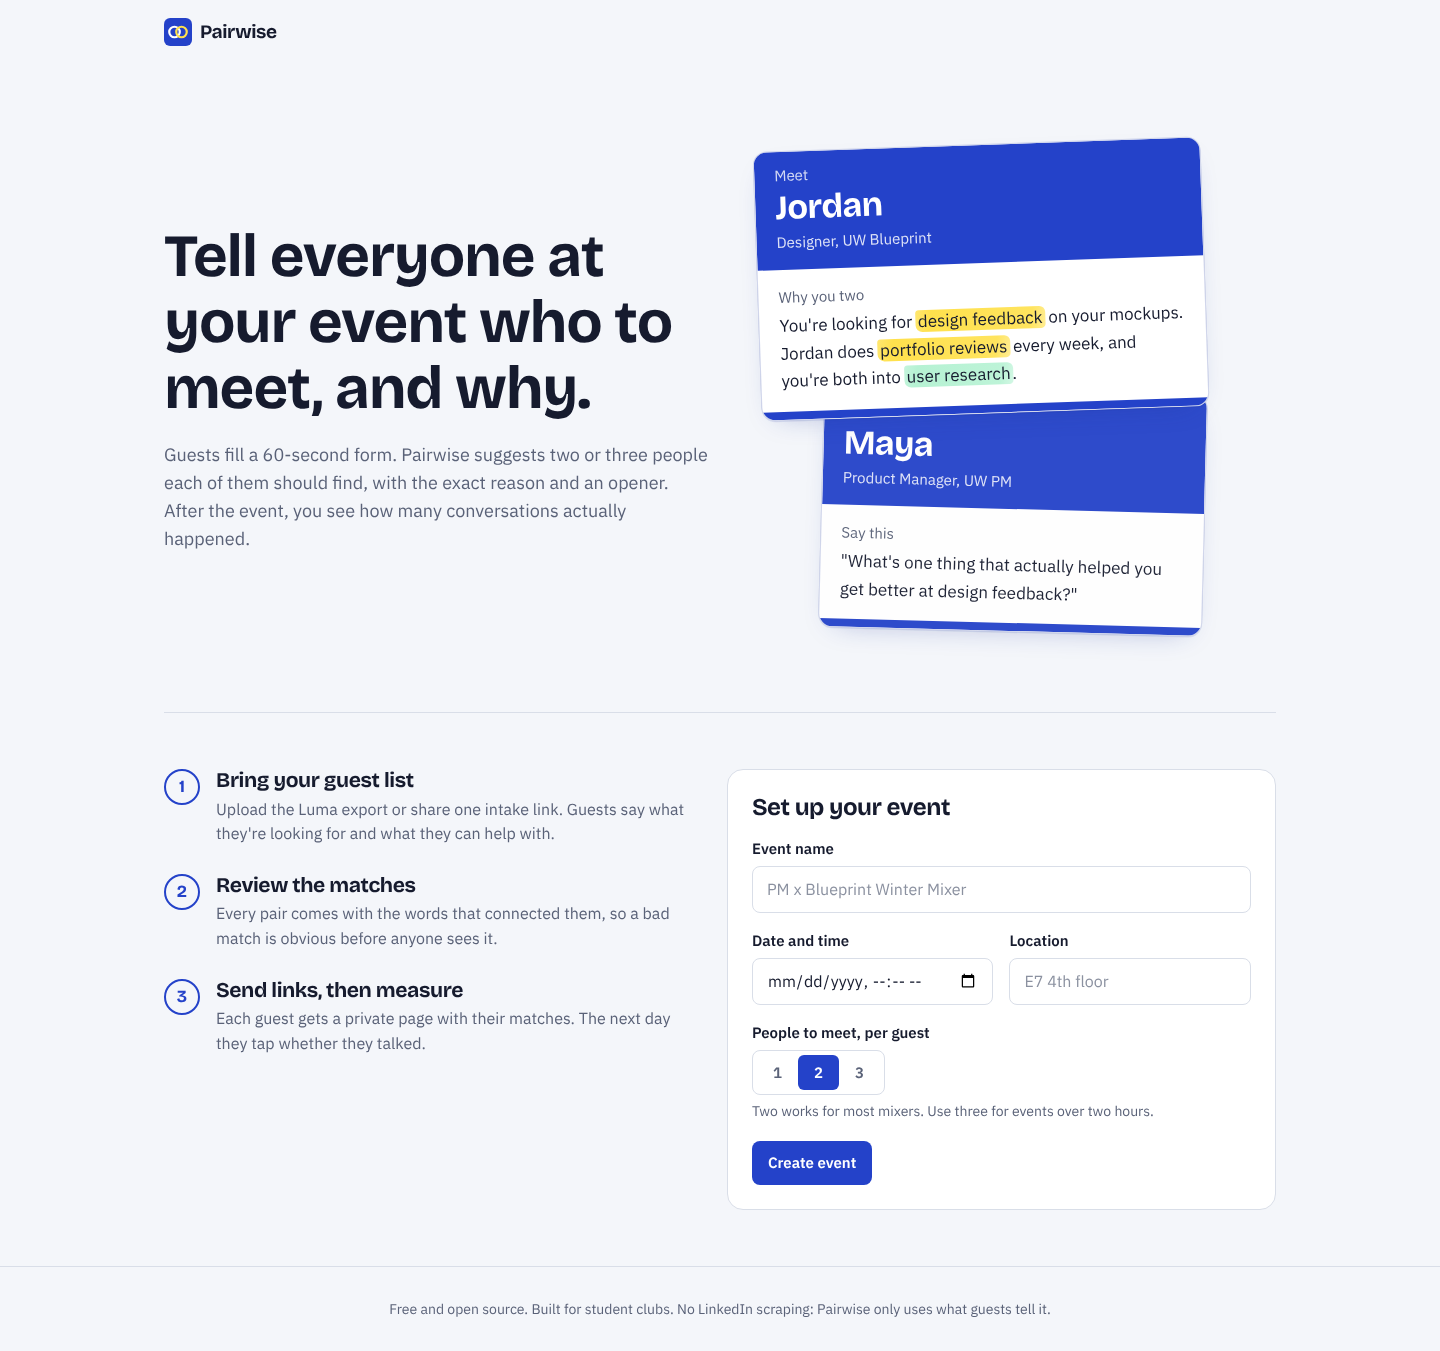 Pairwise
Tell everyone at
your event who to
meet, and why.
Guests fill a 60-second form. Pairwise suggests two or three people
each of them should find, with the exact reason and an opener.
After the event, you see how many conversations actually
happened.
Meet
Jordan
Designer, UW Blueprint
Why you two
You're looking for design feedback on your mockups.
Jordan does portfolio reviews every week, and
you're both into user research.
Maya
Product Manager, UW PM
Say this
"What's one thing that actually helped you
get better at design feedback?"
1
Bring your guest list
Upload the Luma export or share one intake link. Guests say what
they're looking for and what they can help with.
2
Review the matches
Every pair comes with the words that connected them, so a bad
match is obvious before anyone sees it.
3
Send links, then measure
Each guest gets a private page with their matches. The next day
they tap whether they talked.
Set up your event
Event name
PM x Blueprint Winter Mixer
Date and time
Location
mm/dd/yyyy, --:-- --
E7 4th floor
People to meet, per guest
1 2 3
Two works for most mixers. Use three for events over two hours.
Create event
Free and open source. Built for student clubs. No LinkedIn scraping: Pairwise only uses what guests tell it.